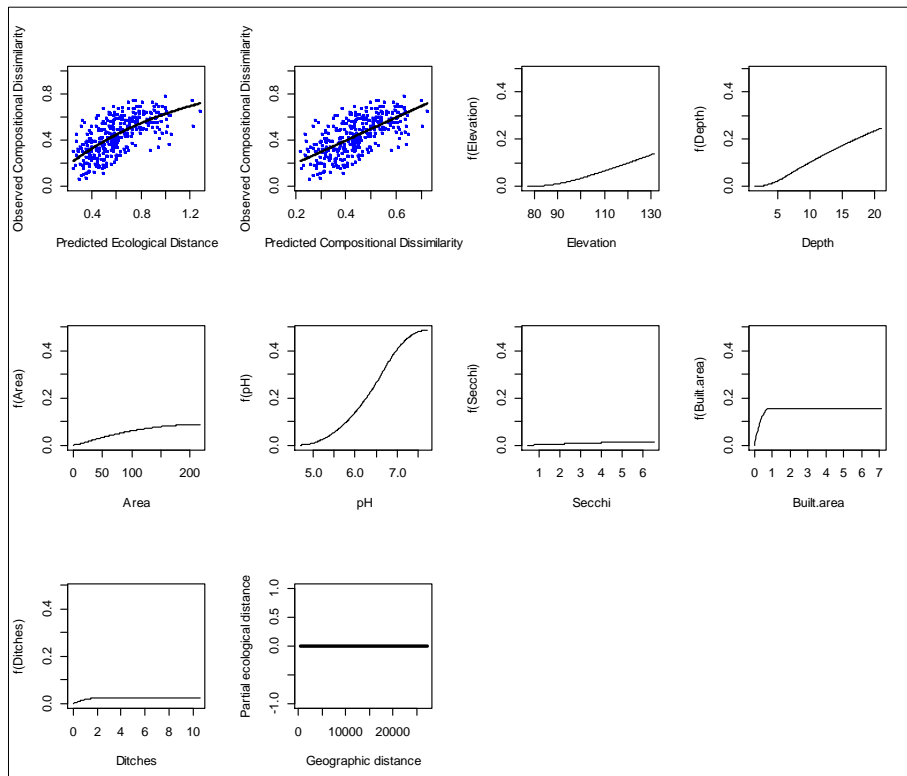 Observed Compositional Dissimilarity
0.0 0.4 0.8
0.4 0.8 1.2
Predicted Ecological Distance
Observed Compositional Dissimilarity
0.0 0.4 0.8
0.2 0.4 0.6
Predicted Compositional Dissimilarity
f(Elevation)
0.0 0.2 0.4
80 90 110 130
Elevation
f(Depth)
0.0 0.2 0.4
5 10 15 20
Depth
f(Area)
0.0 0.2 0.4
0 50 100 200
Area
f(pH)
0.0 0.2 0.4
5.0 6.0 7.0
pH
f(Secchi)
0.0 0.2 0.4
1 2 3 4 5 6
Secchi
f(Built.area)
0.0 0.2 0.4
0 1 2 3 4 5 6 7
Built.area
f(Ditches)
0.0 0.2 0.4
0 2 4 6 8 10
Ditches
Partial ecological distance
-1.0 0.0 0.5 1.0
0 10000 20000
Geographic distance